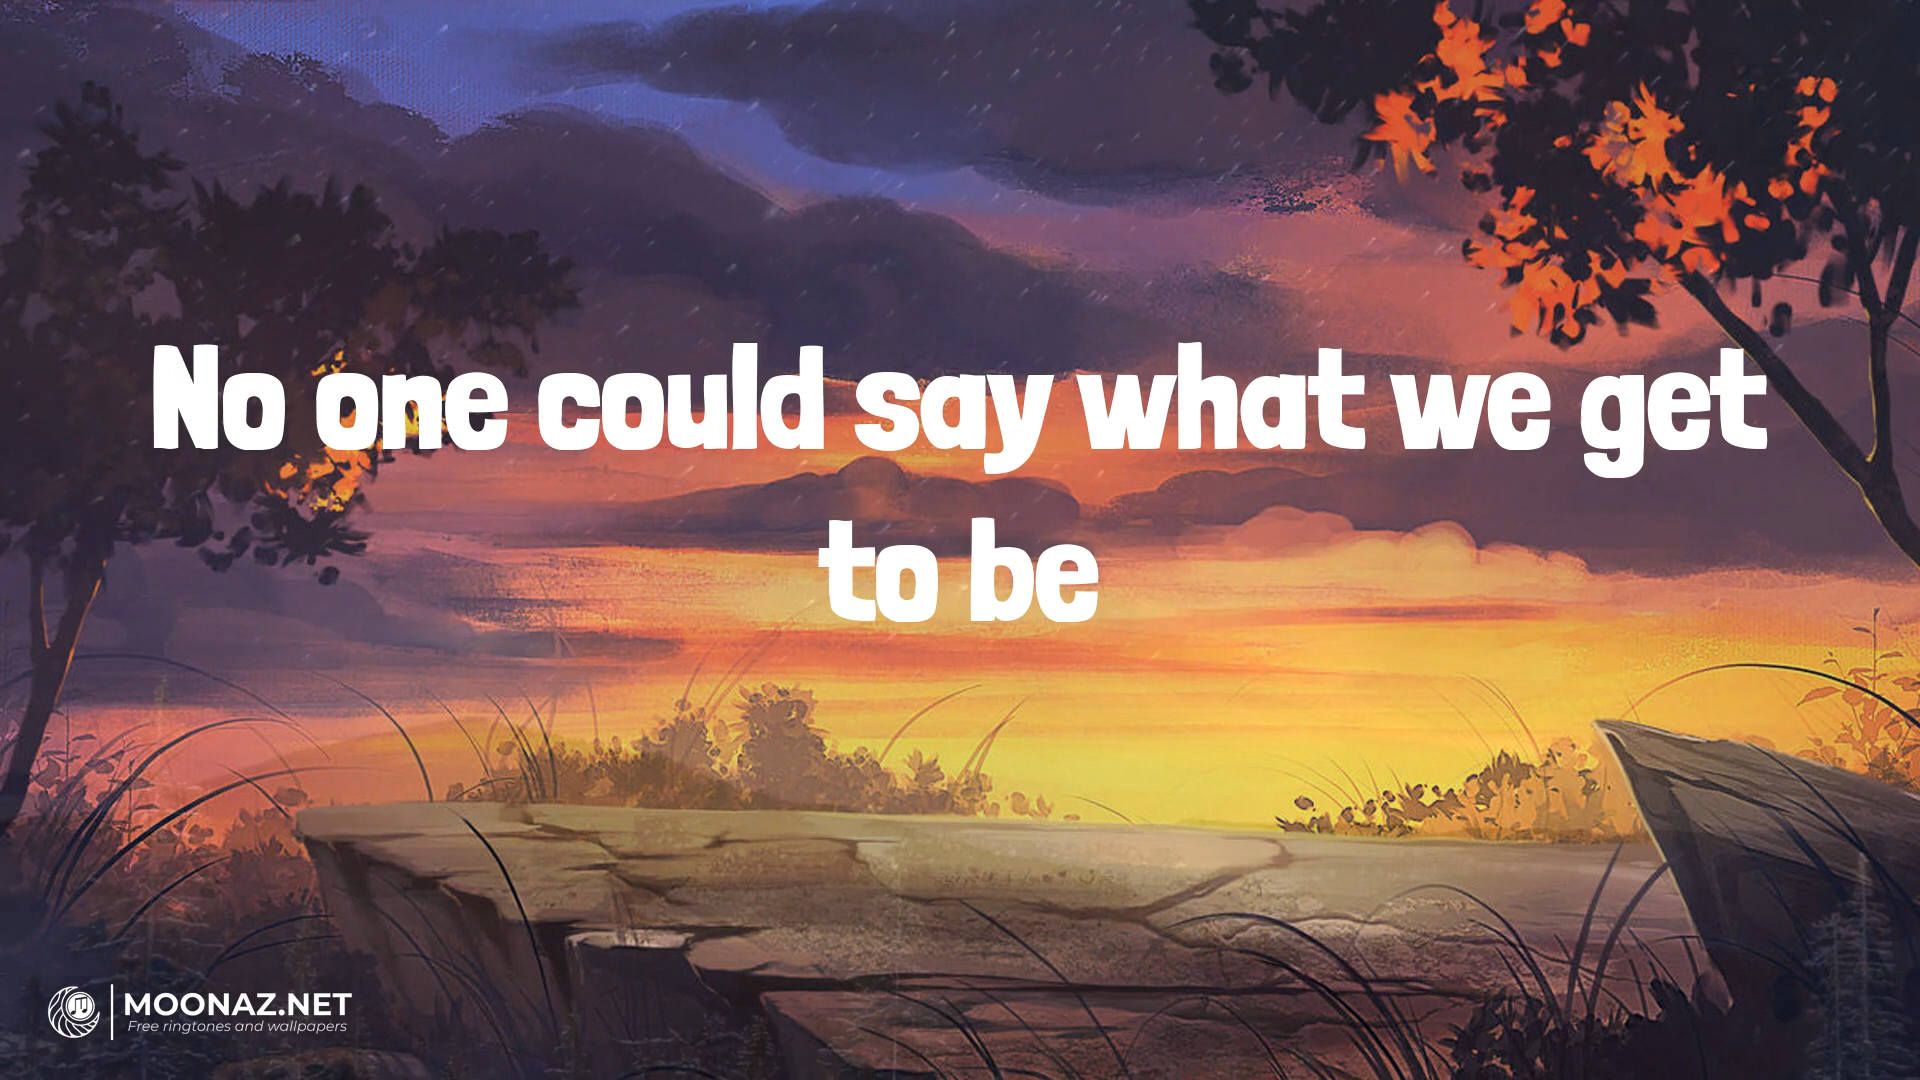 No one could say what we get
to be
MOONAZ.NET
Free ringtones and wallpapers